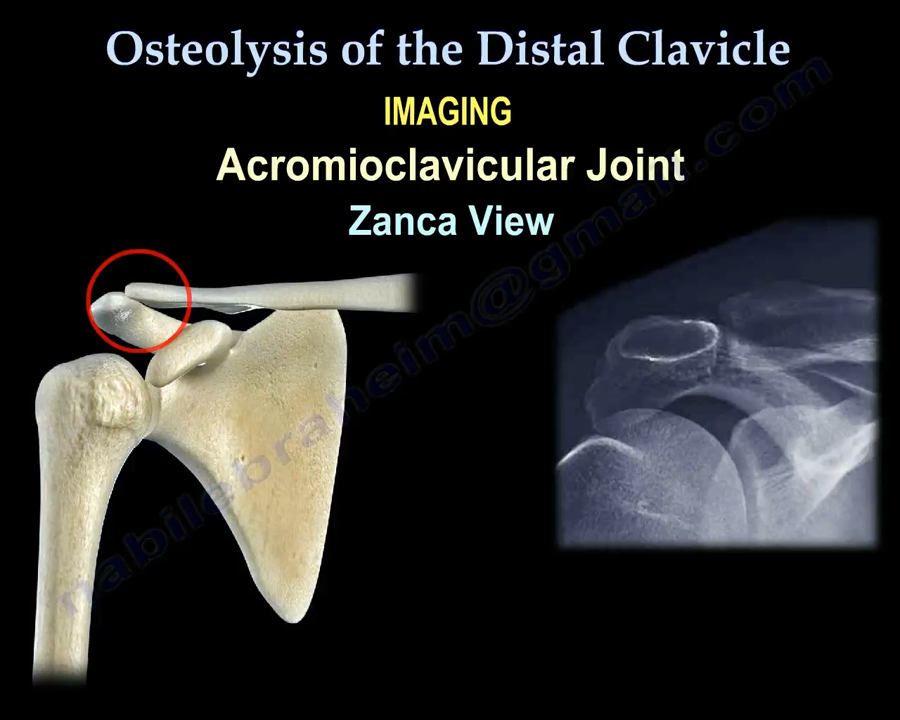 Osteolysis of the Distal Clavicle
IMAGING
Acromioclavicular Joint
Zanca View
nabilebraheim@gmail.com